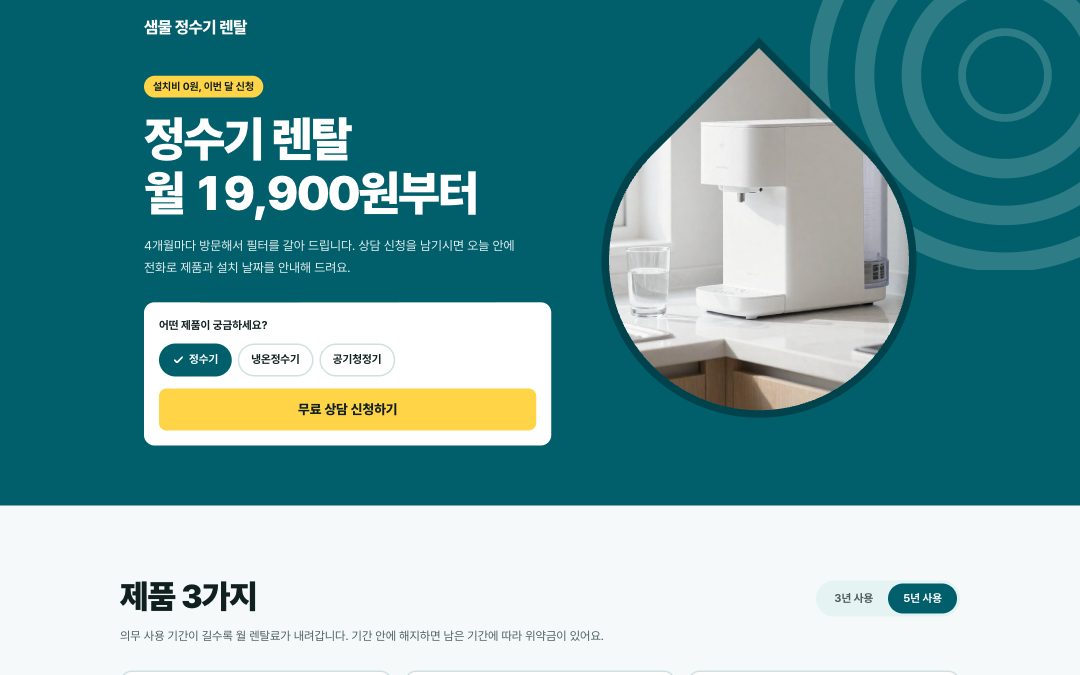 샘물 정수기 렌탈
설치비 0원, 이번 달 신청
정수기 렌탈
월 19,900원부터
4개월마다 방문해서 필터를 갈아 드립니다. 상담 신청을 남기시면 오늘 안에
전화로 제품과 설치 날짜를 안내해 드려요.
어떤 제품이 궁금하세요?
정수기
냉온정수기
공기청정기
무료 상담 신청하기
제품 3가지
3년 사용
5년 사용
의무 사용 기간이 길수록 월 렌탈료가 내려갑니다. 기간 안에 해지하면 남은 기간에 따라 위약금이 있어요.